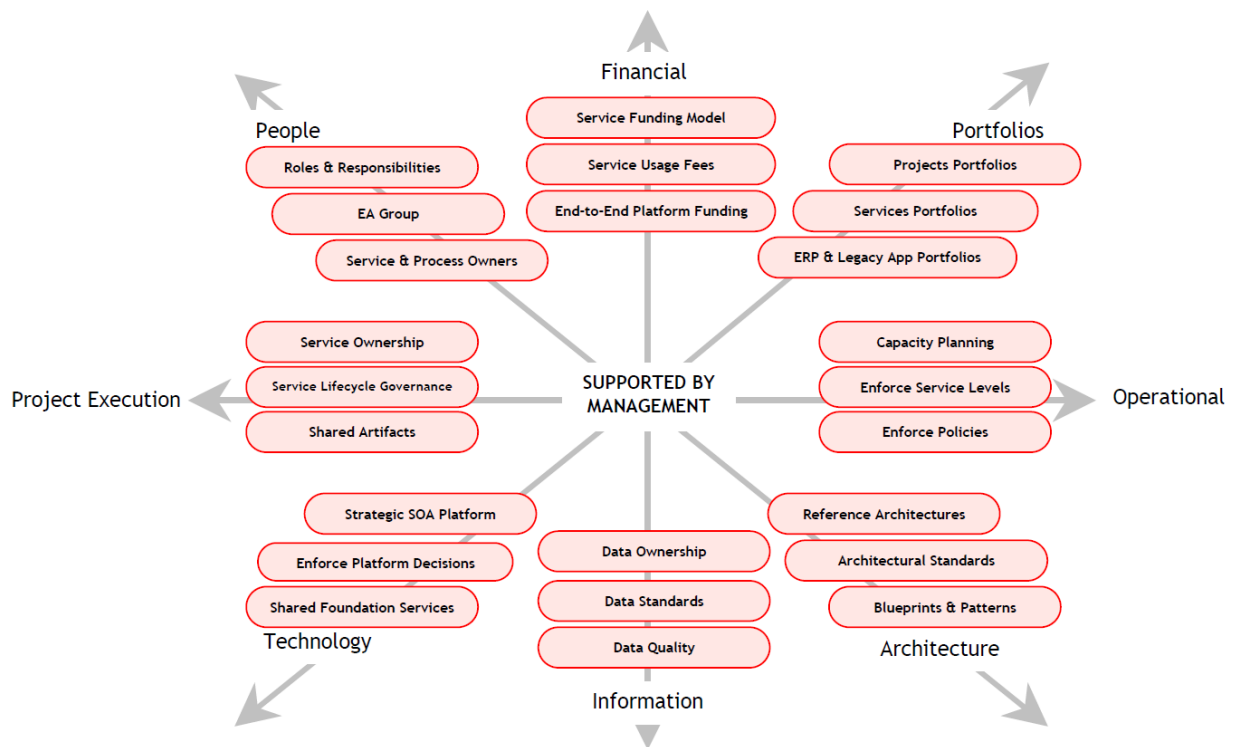 Financial
People
Portfolios
Service Funding Model
Service Usage Fees
End-to-End Platform Funding
Roles & Responsibilities
EA Group
Service & Process Owners
Projects Portfolios
Services Portfolios
ERP & Legacy App Portfolios
Service Ownership
Service Lifecycle Governance
Shared Artifacts
Project Execution
SUPPORTED BY
MANAGEMENT
Capacity Planning
Enforce Service Levels
Enforce Policies
Operational
Strategic SOA Platform
Enforce Platform Decisions
Shared Foundation Services
Technology
Data Ownership
Data Standards
Data Quality
Information
Reference Architectures
Architectural Standards
Blueprints & Patterns
Architecture